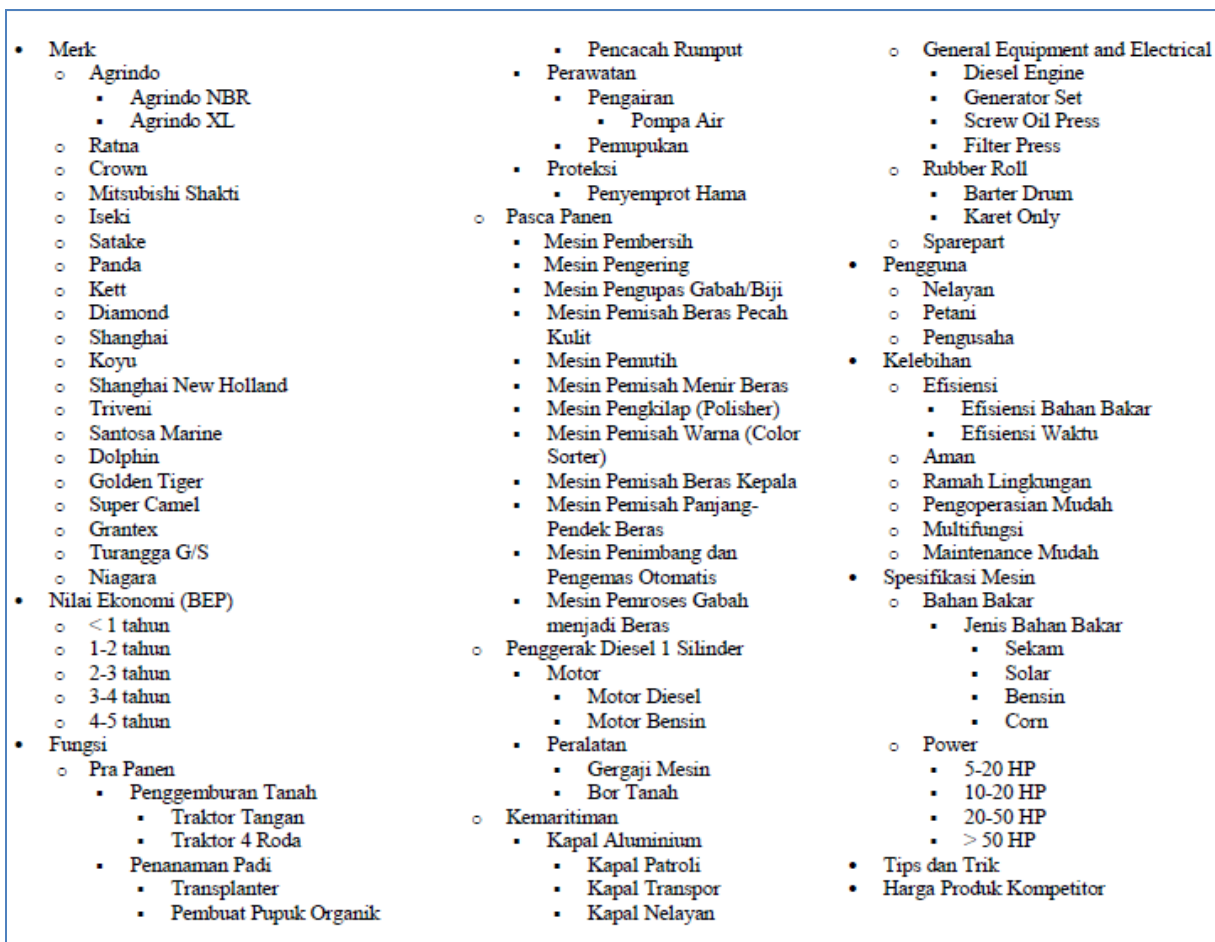 • Merk
o Agrindo
▪ Agrindo NBR
▪ Agrindo XL
o Ratna
o Crown
o Mitsubishi Shakti
o Iseki
o Satake
o Panda
o Kett
o Diamond
o Shanghai
o Koyu
o Shanghai New Holland
o Triveni
o Santosa Marine
o Dolphin
o Golden Tiger
o Super Camel
o Grantex
o Turangga G/S
o Niagara
• Nilai Ekonomi (BEP)
o < 1 tahun
o 1-2 tahun
o 2-3 tahun
o 3-4 tahun
o 4-5 tahun
• Fungsi
o Pra Panen
▪ Penggemburan Tanah
▪ Traktor Tangan
▪ Traktor 4 Roda
▪ Penanaman Padi
▪ Transplanter
▪ Pembuat Pupuk Organik
▪ Pencacah Rumput
▪ Perawatan
▪ Pengairan
▪ Pompa Air
▪ Pemupukan
▪ Proteksi
▪ Penyemprot Hama
o Pasca Panen
▪ Mesin Pembersih
▪ Mesin Pengering
▪ Mesin Pengupas Gabah/Biji
▪ Mesin Pemisah Beras Pecah
Kulit
▪ Mesin Pemutih
▪ Mesin Pemisah Menir Beras
▪ Mesin Pengkilap (Polisher)
▪ Mesin Pemisah Warna (Color
Sorter)
▪ Mesin Pemisah Beras Kepala
▪ Mesin Pemisah Panjang-
Pendek Beras
▪ Mesin Penimbang dan
Pengemas Otomatis
▪ Mesin Pemroses Gabah
menjadi Beras
o Penggerak Diesel 1 Silinder
▪ Motor
▪ Motor Diesel
▪ Motor Bensin
▪ Peralatan
▪ Gergaji Mesin
▪ Bor Tanah
o Kemaritiman
▪ Kapal Aluminium
▪ Kapal Patroli
▪ Kapal Transpor
▪ Kapal Nelayan
o General Equipment and Electrical
▪ Diesel Engine
▪ Generator Set
▪ Screw Oil Press
▪ Filter Press
o Rubber Roll
▪ Barter Drum
▪ Karet Only
o Sparepart
• Pengguna
o Nelayan
o Petani
o Pengusaha
• Kelebihan
o Efisiensi
▪ Efisiensi Bahan Bakar
▪ Efisiensi Waktu
o Aman
o Ramah Lingkungan
o Pengoperasian Mudah
o Multifungsi
o Maintenance Mudah
• Spesifikasi Mesin
o Bahan Bakar
▪ Jenis Bahan Bakar
▪ Sekam
▪ Solar
▪ Bensin
▪ Corn
o Power
▪ 5-20 HP
▪ 10-20 HP
▪ 20-50 HP
▪ > 50 HP
• Tips dan Trik
• Harga Produk Kompetitor